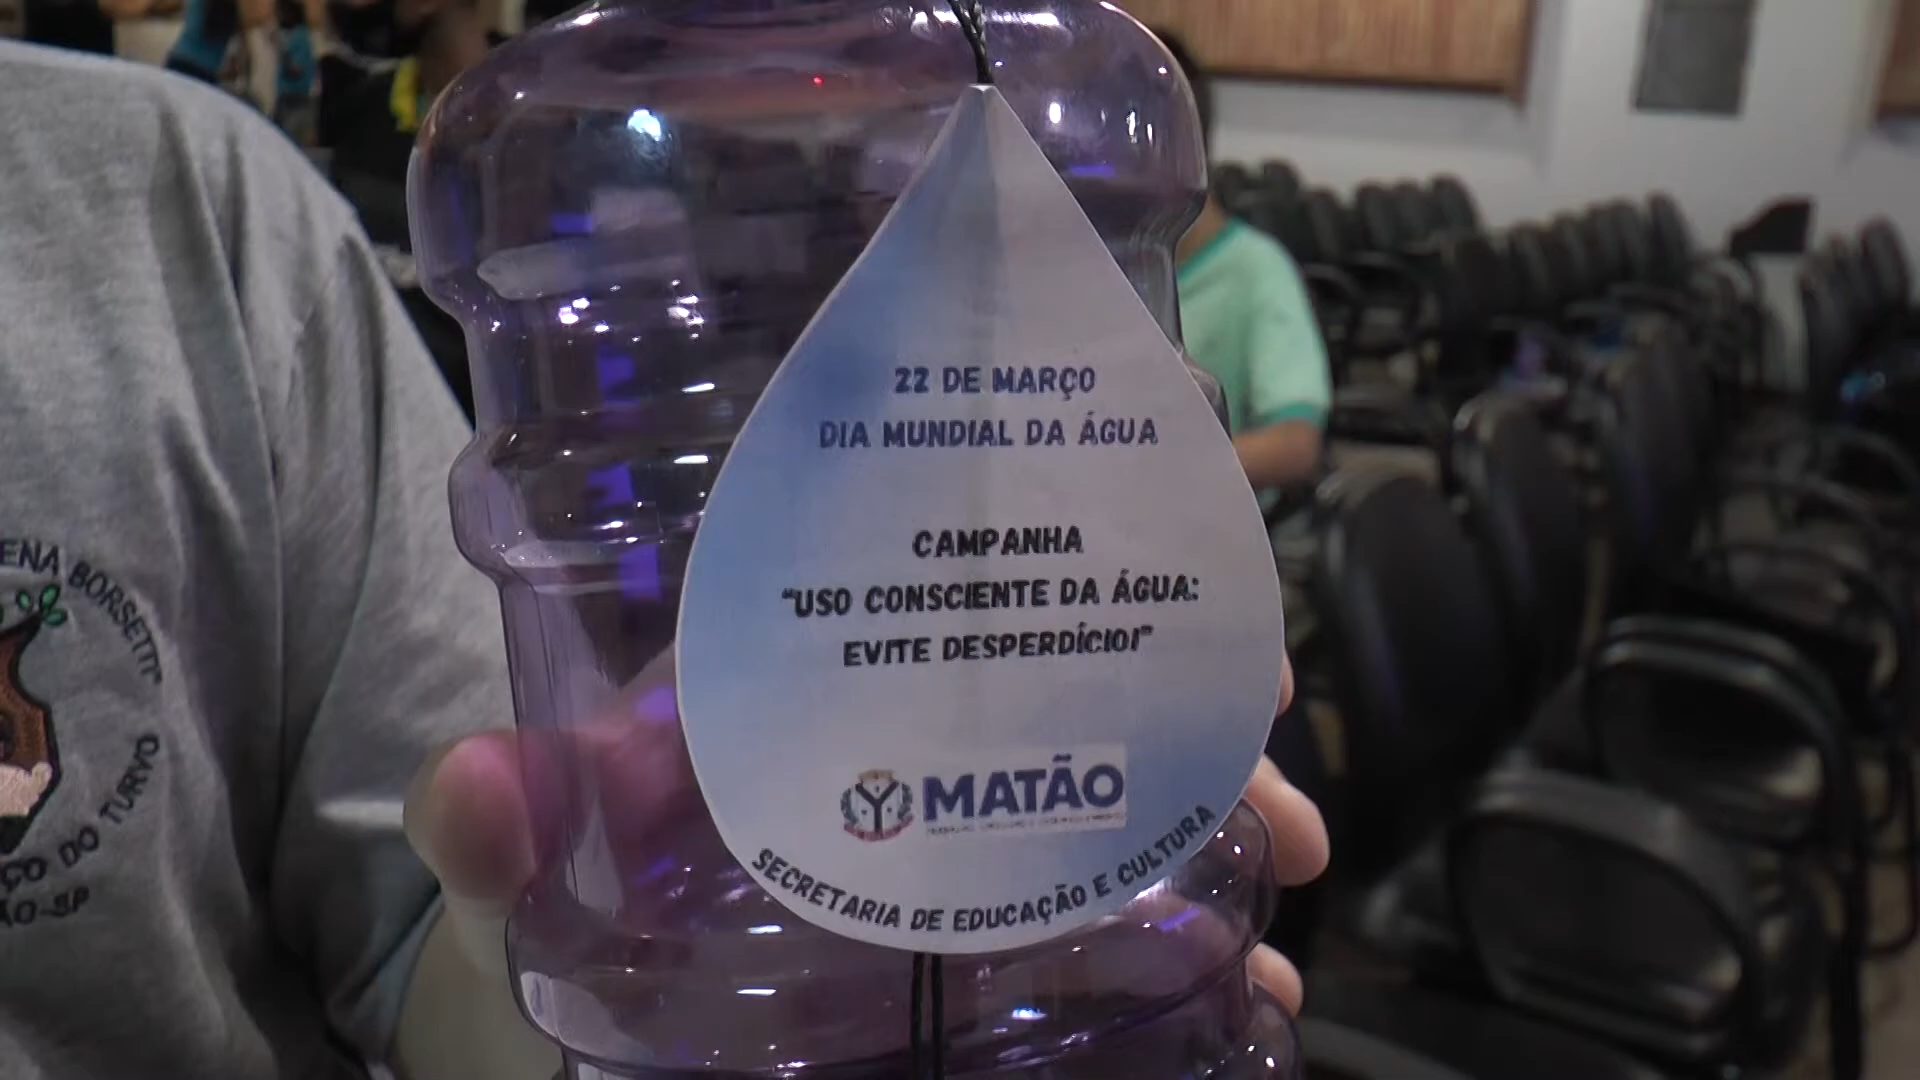 22 DE MARÇO
DIA MUNDIAL DA ÁGUA
CAMPANHA
"USO CONSCIENTE DA ÁGUA:
EVITE DESPERDÍCIO!"
MATÃO
SECRETARIA DE EDUCAÇÃO E CULTURA
ENA BORSETTI"
ÇO DO TURVO
ÃO-SP